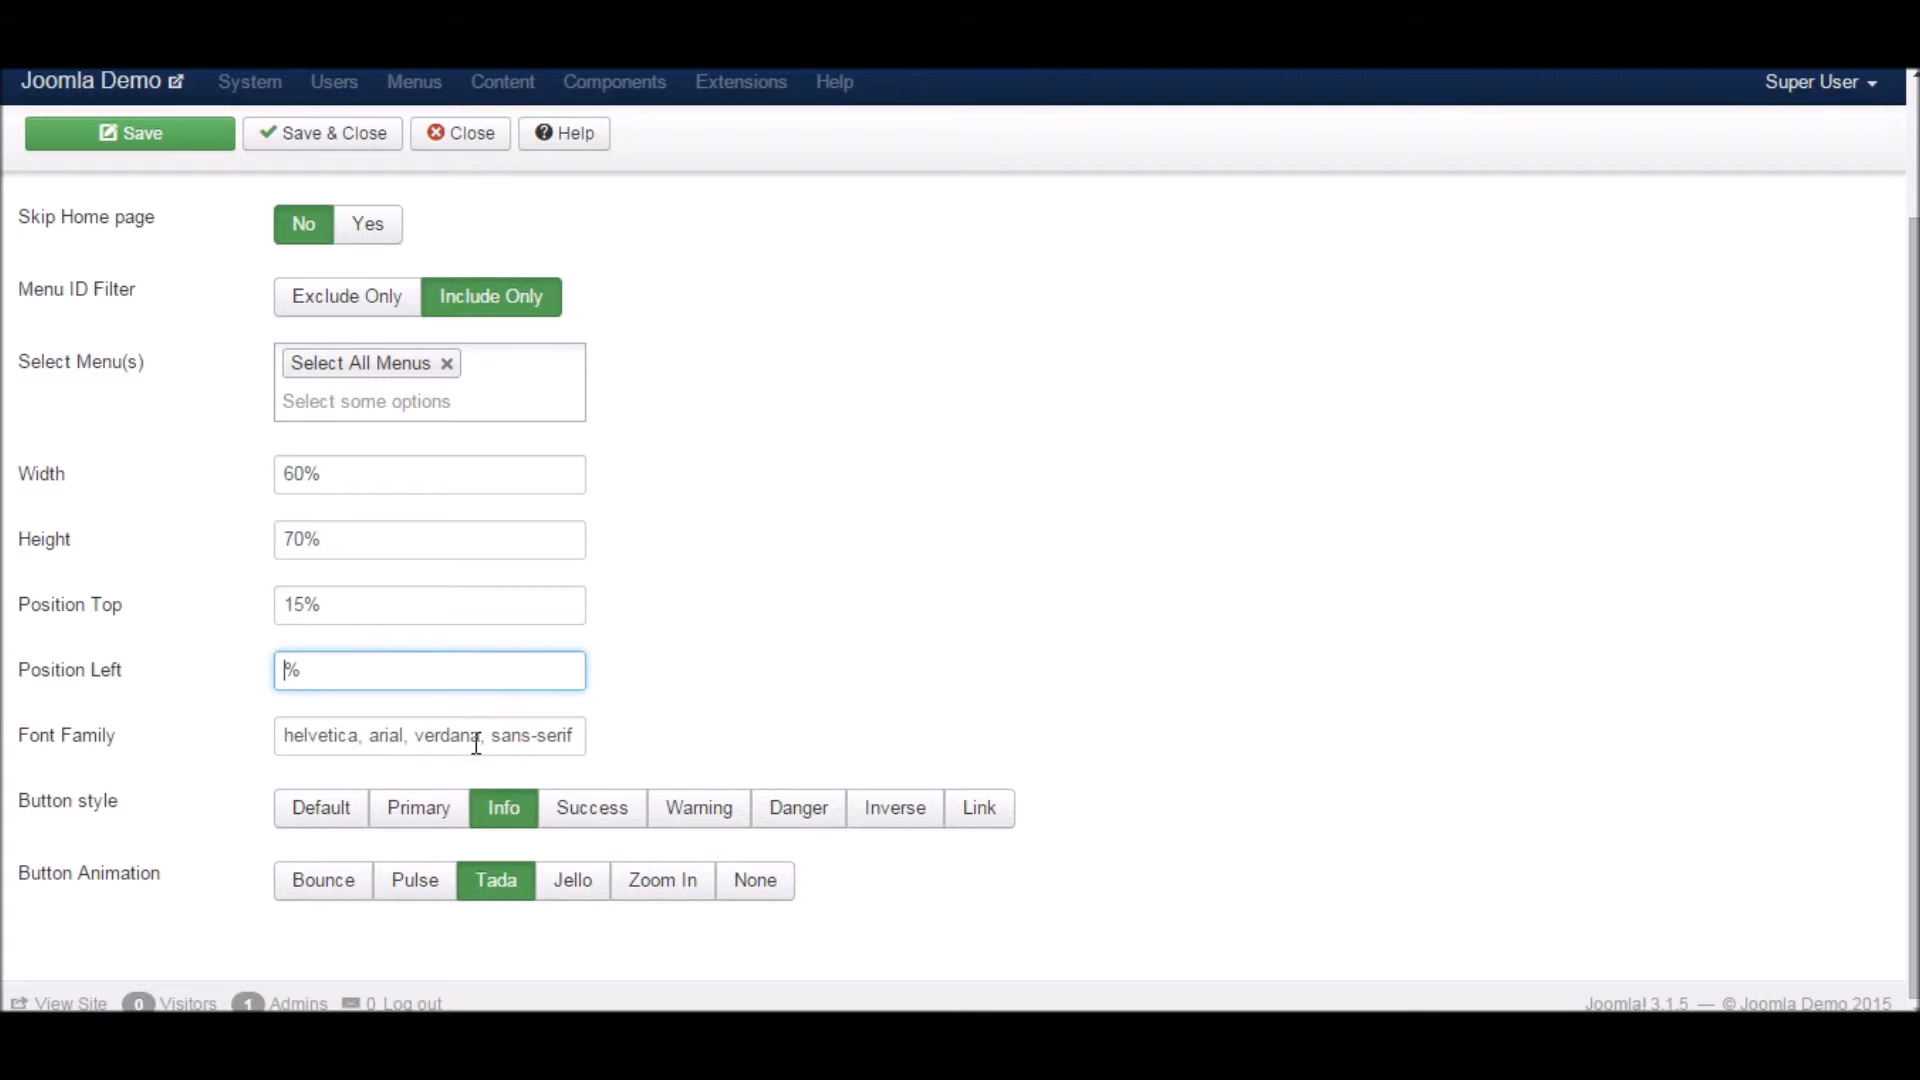 Joomla Demo System Users Menus Content Components Extensions Help Super User
Save Save & Close Close Help
Skip Home page No Yes
Menu ID Filter Exclude Only Include Only
Select Menu(s) Select All Menus
Select some options
Width 60%
Height 70%
Position Top 15%
Position Left %
Font Family helvetica, arial, verdana, sans-serif
Button style Default Primary Info Success Warning Danger Inverse Link
Button Animation Bounce Pulse Tada Jello Zoom In None
View Site 0 Visitors 1 Admins 0 Log out Joomla! 3.1.5 — © Joomla Demo 2015